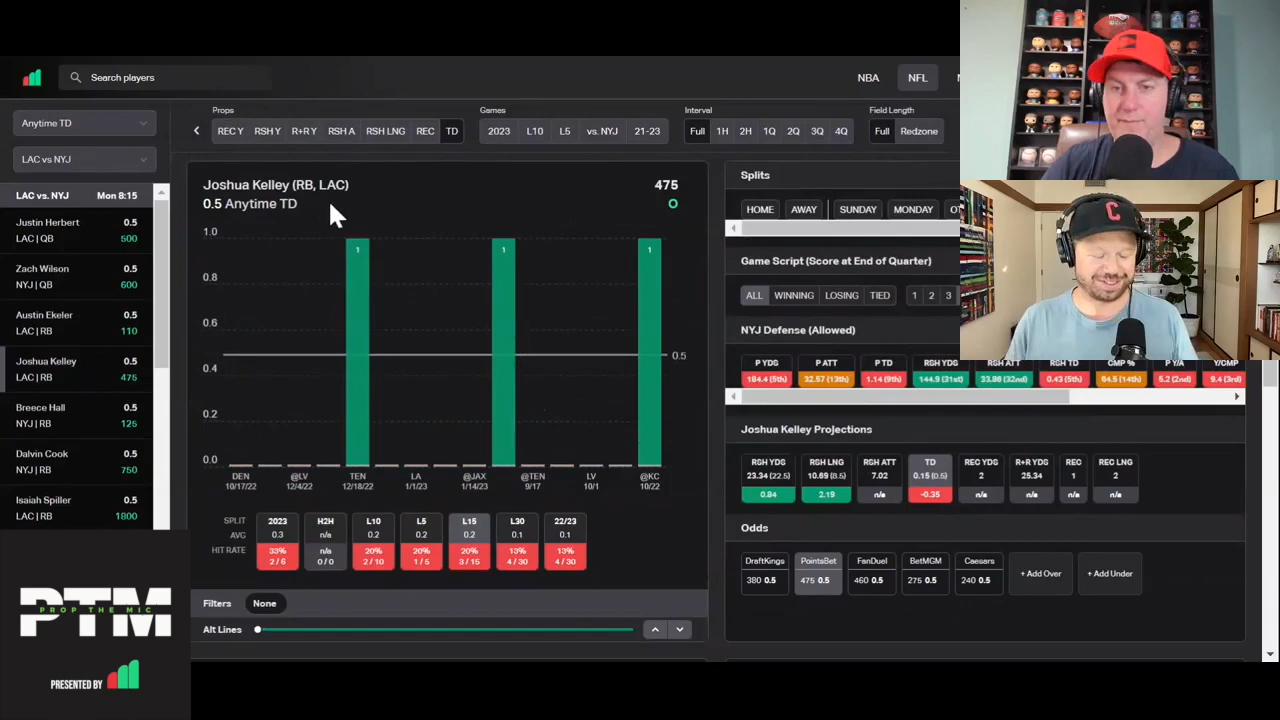 Search players
NBA
NFL
Anytime TD
LAC vs NYJ
Props
REC Y
RSH Y
R+R Y
RSH A
RSH LNG
REC
TD
Games
2023
L10
L5
vs. NYJ
21-23
Interval
Full
1H
2H
1Q
2Q
3Q
4Q
Field Length
Full
Redzone
LAC vs. NYJ Mon 8:15
Justin Herbert 0.5
LAC | QB 500
Zach Wilson 0.5
NYJ | QB 600
Austin Ekeler 0.5
LAC | RB 110
Joshua Kelley 0.5
LAC | RB 475
Breece Hall 0.5
NYJ | RB 125
Dalvin Cook 0.5
NYJ | RB 750
Isaiah Spiller 0.5
LAC | RB 1800
Joshua Kelley (RB, LAC) 475
0.5 Anytime TD O
1.0
0.8
0.6
0.4
0.2
0.0
1
1
1
0.5
DEN @LV TEN LA @JAX @TEN LV @KC
10/17/22 12/4/22 12/18/22 1/1/23 1/14/23 9/17 10/1 10/22
SPLIT 2023 H2H L10 L5 L15 L30 22/23
AVG 0.3 n/a 0.2 0.2 0.2 0.1 0.1
HIT RATE 33% n/a 20% 20% 20% 13% 13%
2 / 6 0 / 0 2 / 10 1 / 5 3 / 15 4 / 30 4 / 30
Filters None
Alt Lines
Splits
HOME AWAY SUNDAY MONDAY
Game Script (Score at End of Quarter)
ALL WINNING LOSING TIED 1 2 3
NYJ Defense (Allowed)
P YDS P ATT P TD RSH YDS RSH ATT RSH TD CMP % P Y/A Y/CMP
184.4 (5th) 32.57 (13th) 1.14 (9th) 144.9 (31st) 33.86 (32nd) 0.43 (5th) 64.5 (14th) 5.2 (2nd) 9.4 (3rd)
Joshua Kelley Projections
RSH YDS RSH LNG RSH ATT TD REC YDS R+R YDS REC REC LNG
23.34 (22.5) 10.69 (8.5) 7.02 0.15 (0.5) 2 25.34 1 2
0.84 2.19 n/a -0.35 n/a n/a n/a n/a
Odds
DraftKings PointsBet FanDuel BetMGM Caesars
380 0.5 475 0.5 460 0.5 275 0.5 240 0.5
+ Add Over
+ Add Under
PTM
PROP THE MIC
PRESENTED BY
C